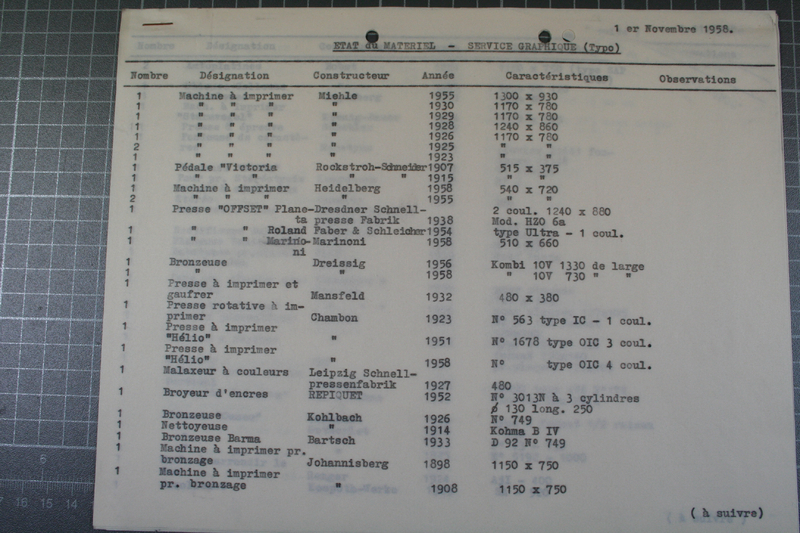 1 er Novembre 1958.
ETAT du MATERIEL - SERVICE GRAPHIQUE (Typo)
Nombre Désignation Constructeur Année Caractéristiques Observations
1 Machine à imprimer Miehle 1955 1300 x 930
1 " " " " 1930 1170 x 780
1 " " " " 1929 1170 x 780
1 " " " " 1928 1240 x 860
1 " " " " 1926 1170 x 780
2 " " " " 1925 " "
1 " " " " 1923 " "
1 Pédale "Victoria Rockstroh-Schneider 1907 515 x 375
1 " " " " 1915 " "
1 Machine à imprimer Heidelberg 1958 540 x 720
2 " " " " 1955 " "
1 Presse "OFFSET" Plane- Dresdner Schnell- 2 coul. 1240 x 880
ta presse Fabrik 1938 Mod. HZO 6a
1 " " Roland Faber & Schleicher 1954 type Ultra - 1 coul.
1 " " Marino- Marinoni 1958 510 x 660
ni
1 Bronzeuse Dreissig 1956 Kombi 10V 1330 de large
1 " " 1958 " 10V 730 " "
1 Presse à imprimer et
gaufrer Mansfeld 1932 480 x 380
1 Presse rotative à im-
primer Chambon 1923 N° 563 type IC - 1 coul.
1 Presse à imprimer
"Hélio" " 1951 N° 1678 type OIC 3 coul.
1 Presse à imprimer
"Hélio" " 1958 N° type OIC 4 coul.
1 Malaxeur à couleurs Leipzig Schnell-
pressenfabrik 1927 480
1 Broyeur d'encres REPIQUET 1952 N° 3013N à 3 cylindres
ø 130 long. 250
1 Bronzeuse Kohlbach 1926 N° 749
1 Nettoyeuse " 1914 Kohma B IV
1 Bronzeuse Barma Bartsch 1933 D 92 N° 749
1 Machine à imprimer pr.
bronzage Johannisberg 1898 1150 x 750
1 Machine à imprimer
pr. bronzage " 1908 1150 x 750
( à suivre)
6
17 16 15 14